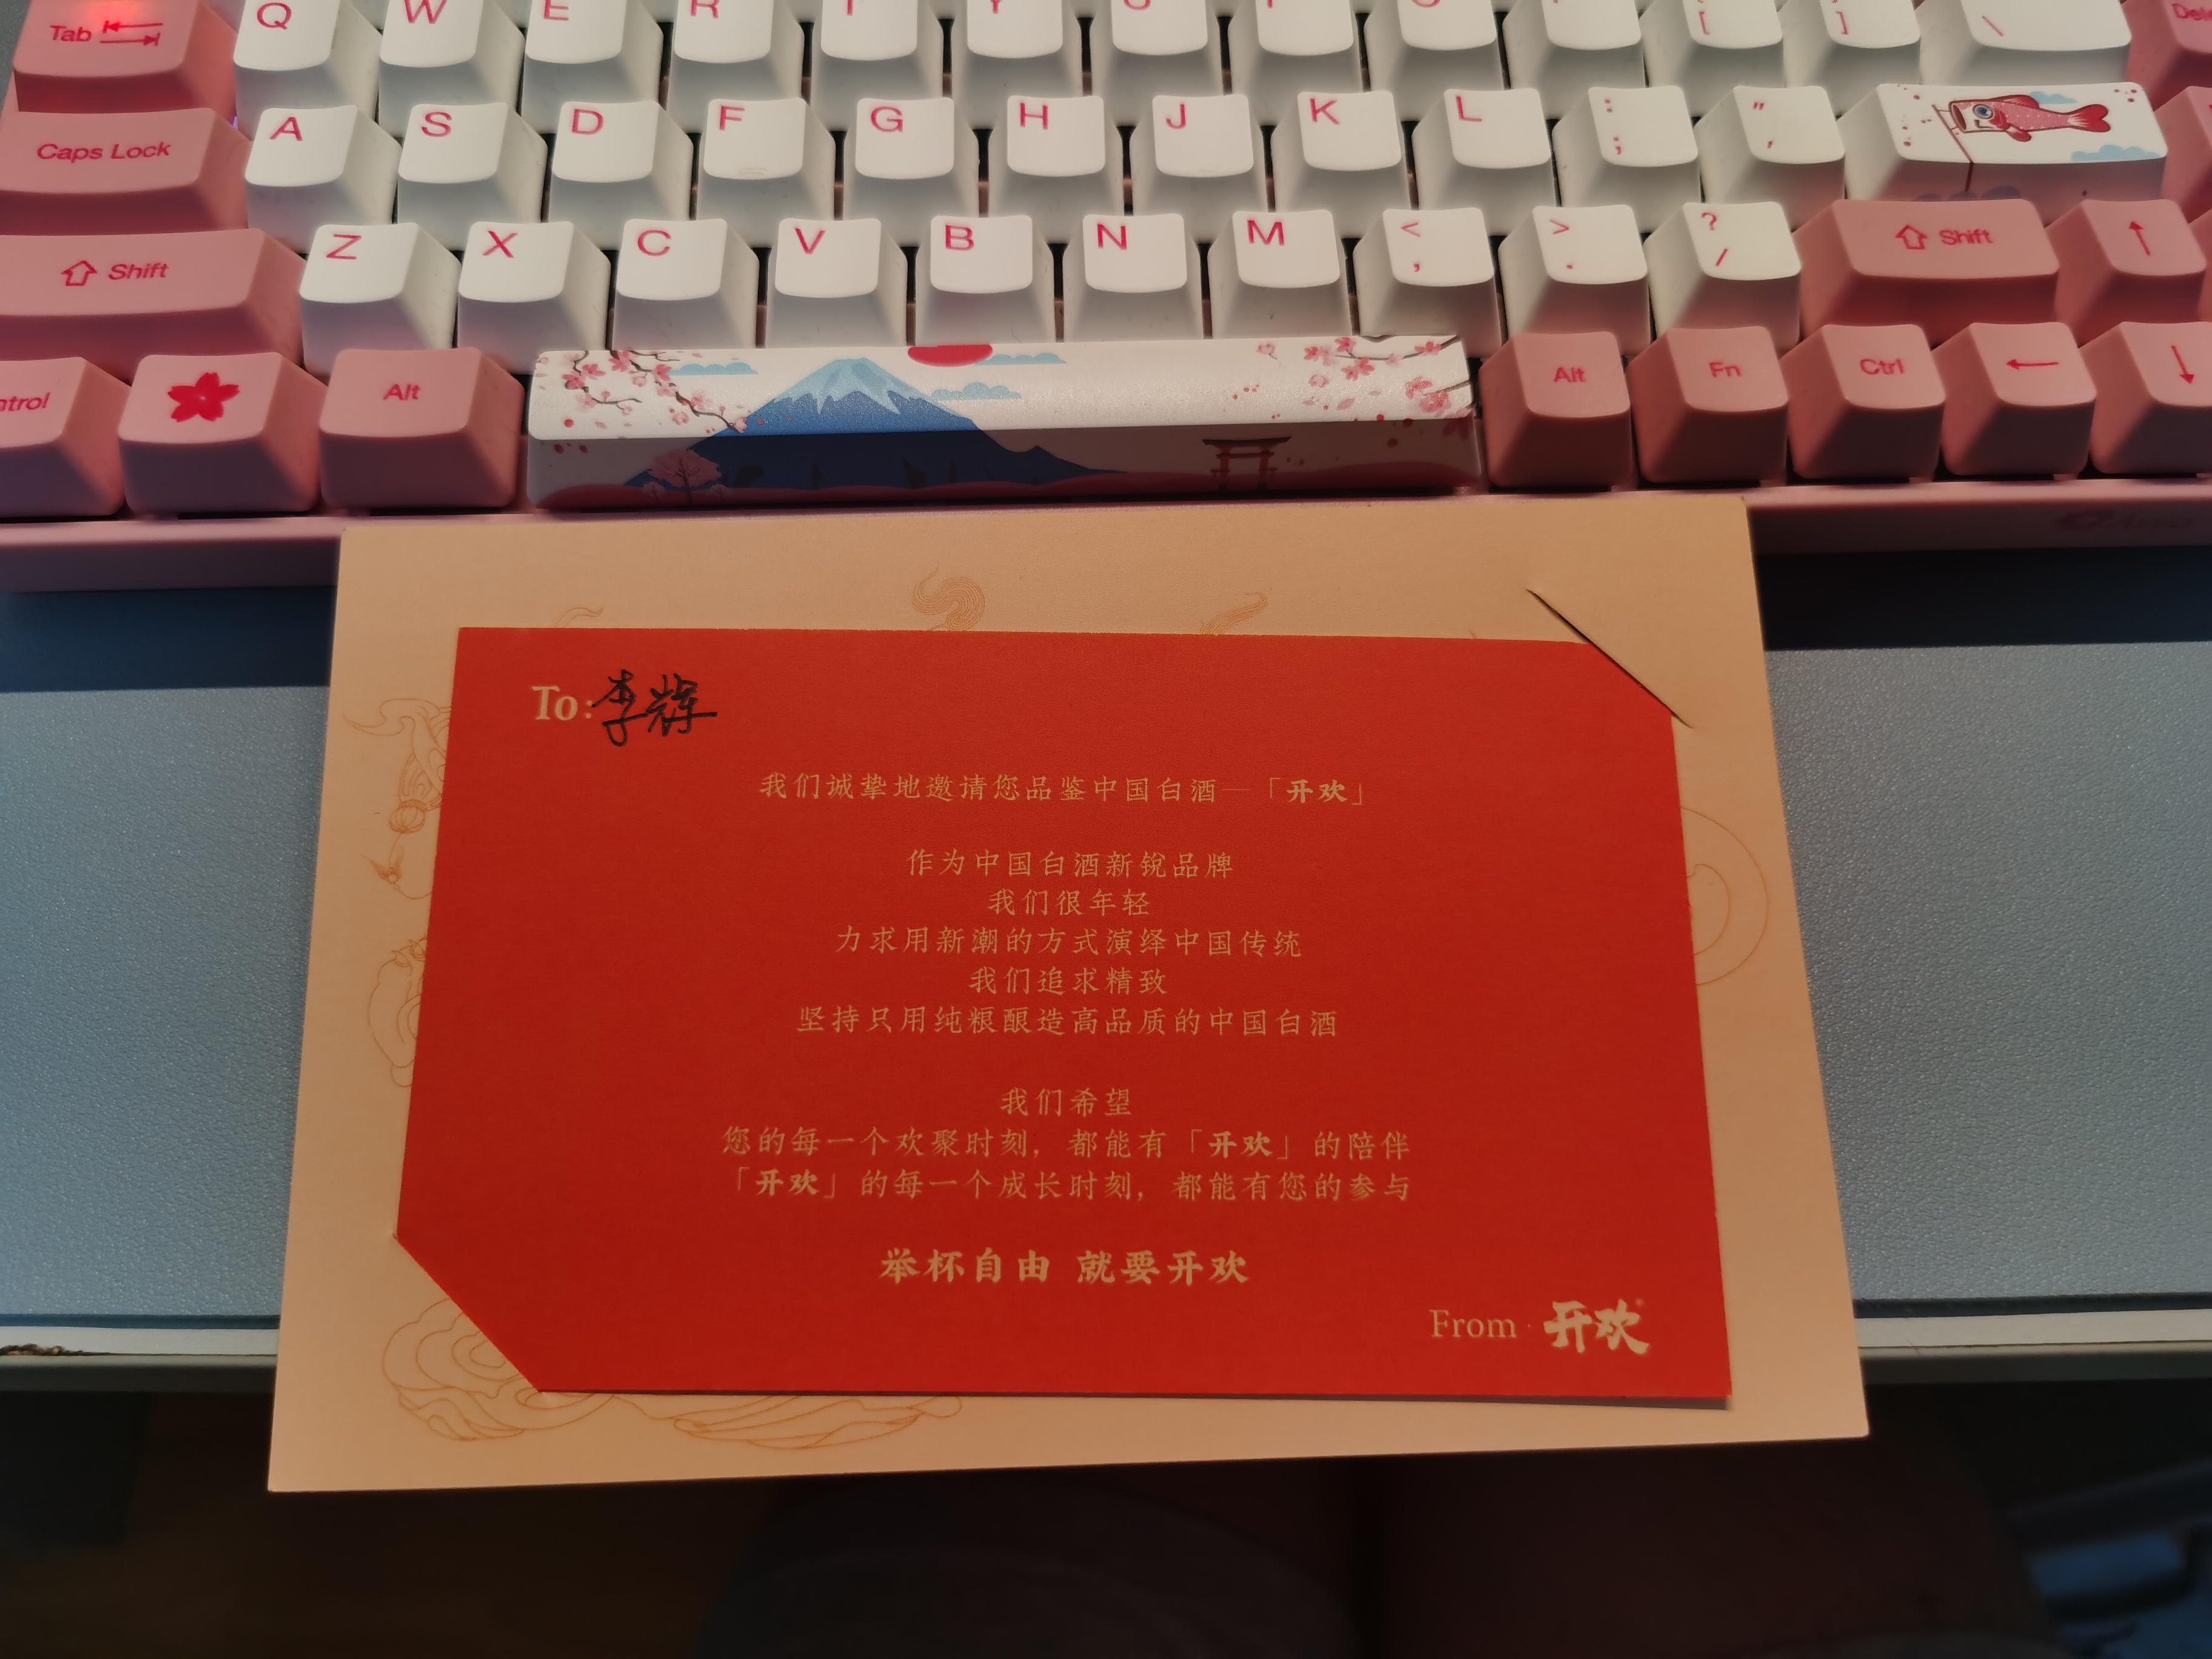 Tab Q W E R
Caps Lock A S D F G H J K L : ; " ,
Shift Z X C V B N M < , > . ? / Shift
Alt Alt Fn Ctrl
To:李辉
我们诚挚地邀请您品鉴中国白酒—「开欢」
作为中国白酒新锐品牌
我们很年轻
力求用新潮的方式演绎中国传统
我们追求精致
坚持只用纯粮酿造高品质的中国白酒
我们希望
您的每一个欢聚时刻，都能有「开欢」的陪伴
「开欢」的每一个成长时刻，都能有您的参与
举杯自由 就要开欢
From · 开欢